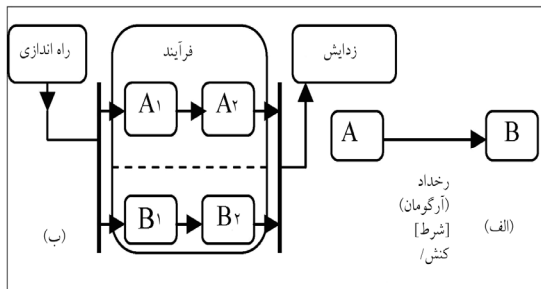 راه اندازی
فرآیند
زدایش
A۱
A۲
B۱
B۲
(ب)
A
B
رخداد
(آرگومان)
[شرط]
کنش/
(الف)